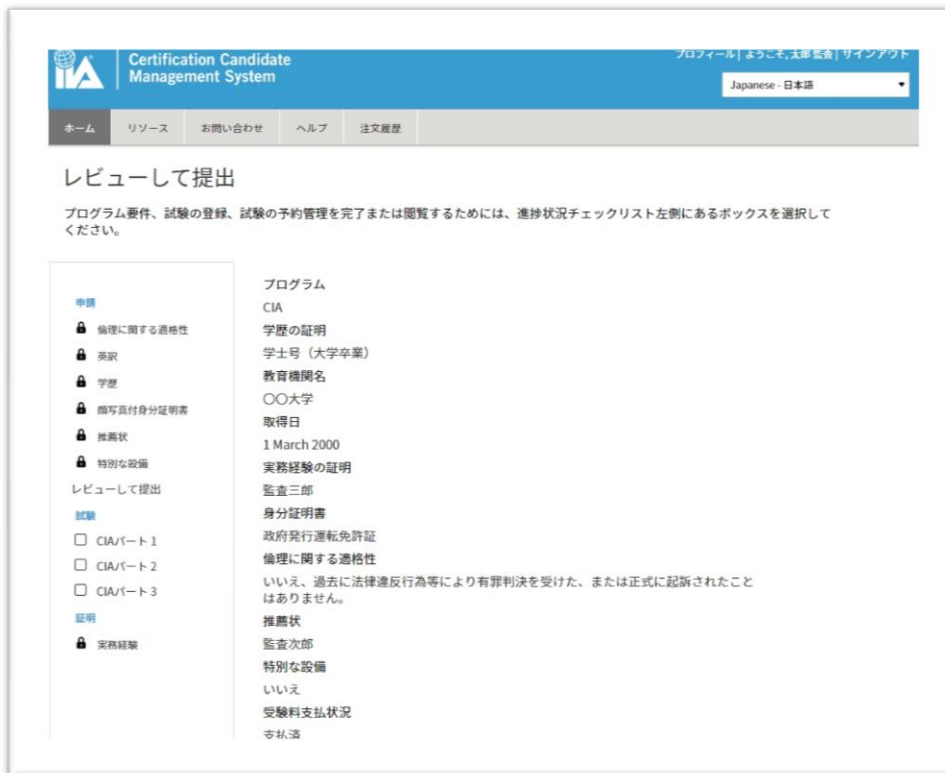 IIA
Certification Candidate
Management System
プロフィール| ようこそ, 太郎 監査 | サインアウト
Japanese - 日本語
ホーム
リソース
お問い合わせ
ヘルプ
注文履歴
レビューして提出
プログラム要件、試験の登録、試験の予約管理を完了または閲覧するためには、進捗状況チェックリスト左側にあるボックスを選択して
ください。
申請
倫理に関する適格性
英訳
学歴
顔写真付身分証明書
推薦状
特別な設備
レビューして提出
試験
CIAパート 1
CIAパート 2
CIAパート 3
証明
実務経験
プログラム
CIA
学歴の証明
学士号（大学卒業）
教育機関名
〇〇大学
取得日
1 March 2000
実務経験の証明
監査三郎
身分証明書
政府発行運転免許証
倫理に関する適格性
いいえ、過去に法律違反行為等により有罪判決を受けた、または正式に起訴されたこと
はありません。
推薦状
監査次郎
特別な設備
いいえ
受験料支払状況
支払済